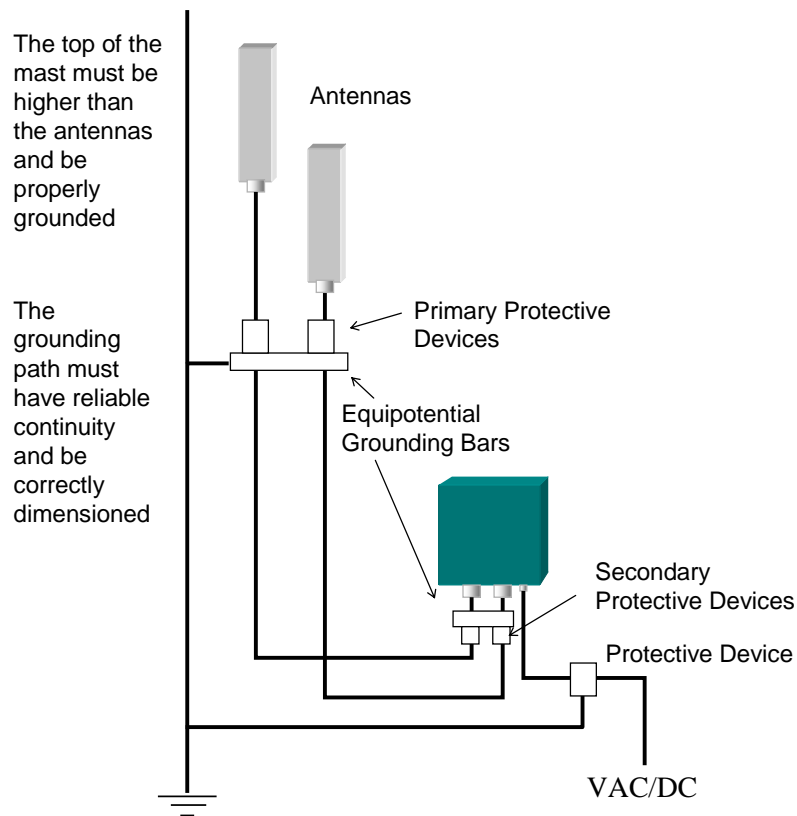 The top of the
mast must be
higher than
the antennas
and be
properly
grounded
Antennas
The
grounding
path must
have reliable
continuity
and be
correctly
dimensioned
Primary Protective
Devices
Equipotential
Grounding Bars
Secondary
Protective Devices
Protective Device
VAC/DC